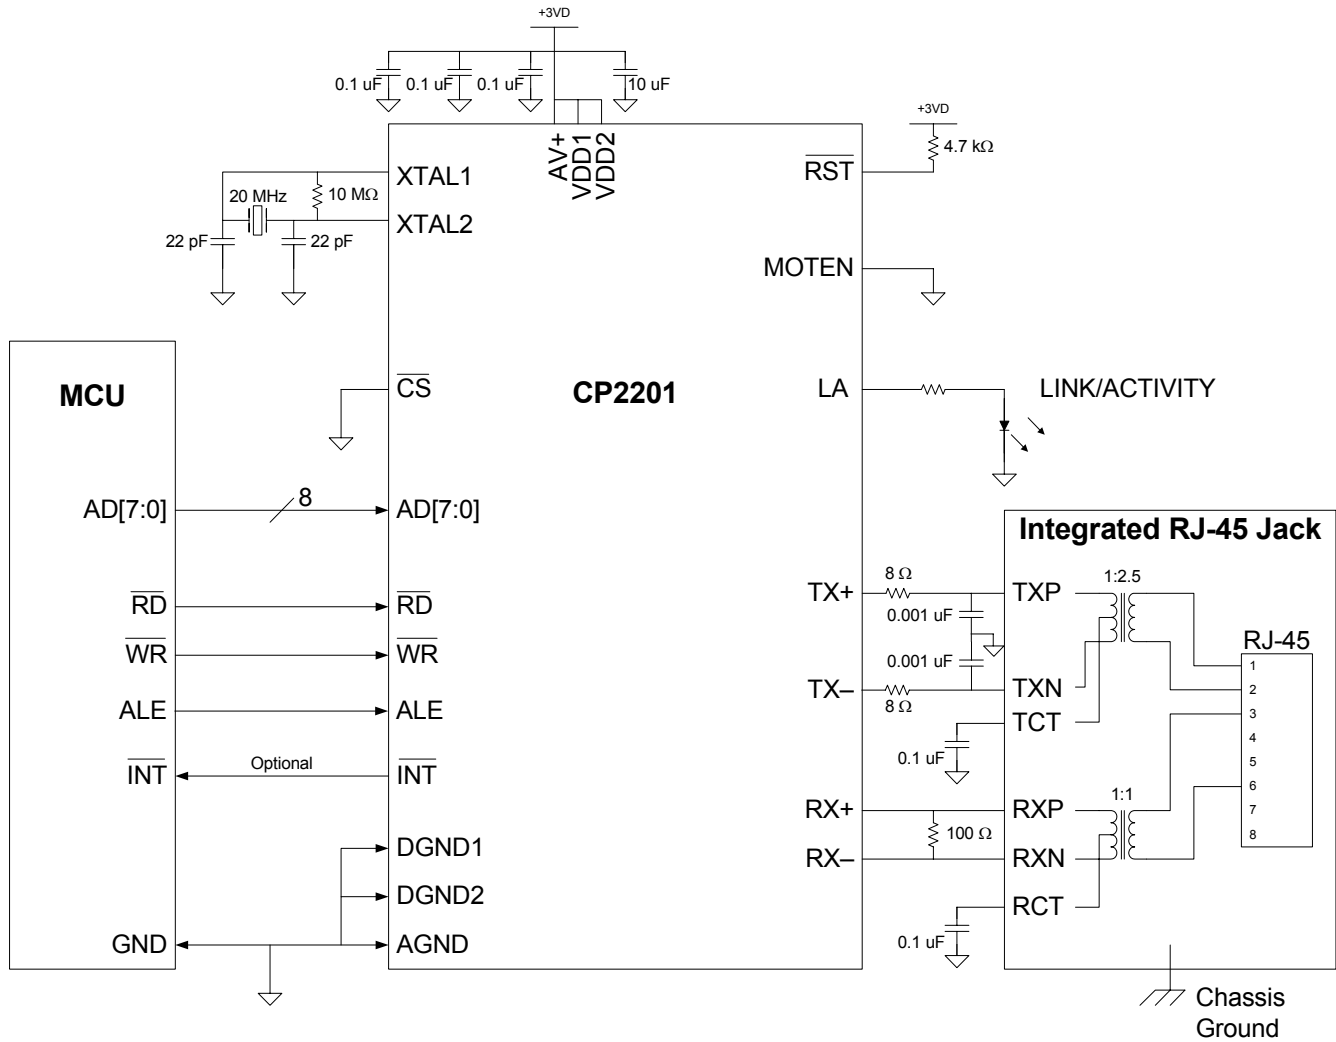 +3VD
0.1 uF
0.1 uF
0.1 uF
10 uF
+3VD
4.7 kΩ
AV+
VDD1
VDD2
RST
XTAL1
20 MHz
10 MΩ
XTAL2
22 pF
22 pF
MOTEN
MCU
CS
CP2201
LA
LINK/ACTIVITY
AD[7:0]
8
AD[7:0]
Integrated RJ-45 Jack
RD
RD
TX+
8 Ω
0.001 uF
TXP
1:2.5
WR
WR
0.001 uF
RJ-45
TX–
8 Ω
TXN
ALE
ALE
TCT
0.1 uF
INT
Optional
INT
1
2
3
4
5
6
7
8
RX+
RXP
1:1
100 Ω
DGND1
RX–
RXN
DGND2
RCT
GND
AGND
0.1 uF
Chassis
Ground